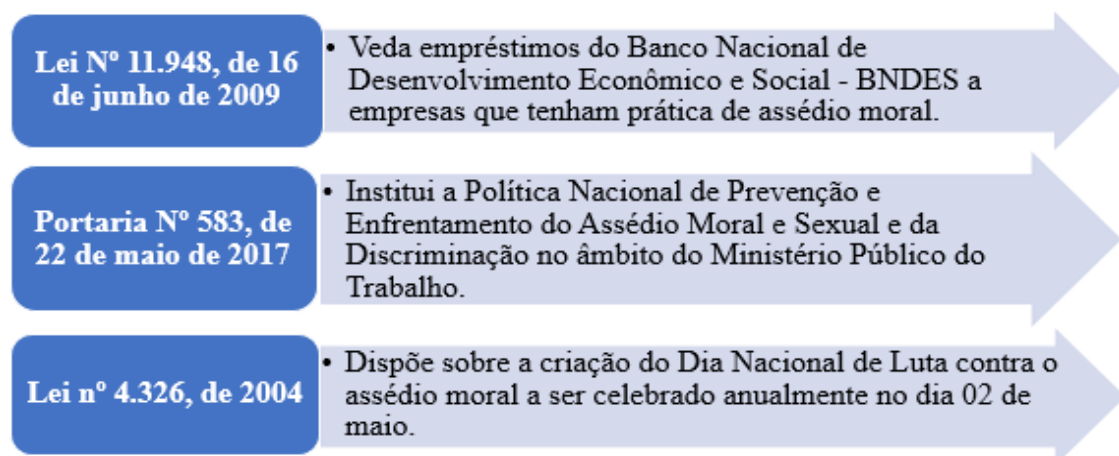 Lei Nº 11.948, de 16
de junho de 2009
• Veda empréstimos do Banco Nacional de
Desenvolvimento Econômico e Social - BNDES a
empresas que tenham prática de assédio moral.
Portaria Nº 583, de
22 de maio de 2017
• Institui a Política Nacional de Prevenção e
Enfrentamento do Assédio Moral e Sexual e da
Discriminação no âmbito do Ministério Público do
Trabalho.
Lei nº 4.326, de 2004
• Dispõe sobre a criação do Dia Nacional de Luta contra o
assédio moral a ser celebrado anualmente no dia 02 de
maio.